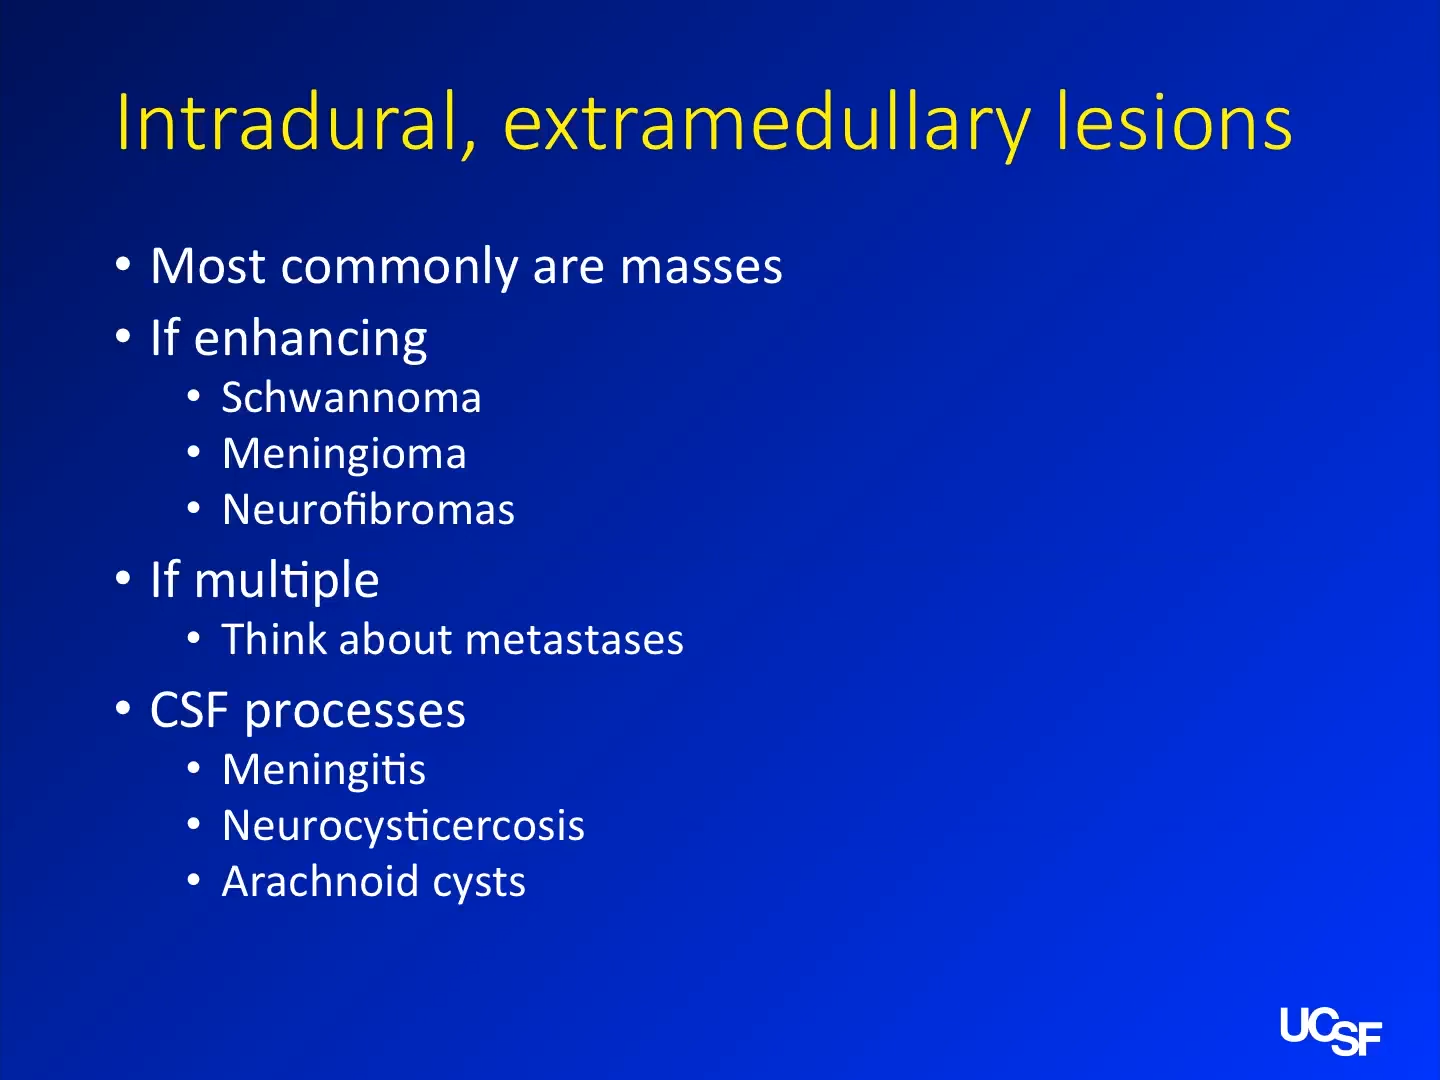 Intradural, extramedullary lesions
• Most commonly are masses
• If enhancing
• Schwannoma
• Meningioma
• Neurofibromas
• If multiple
• Think about metastases
• CSF processes
• Meningitis
• Neurocysticercosis
• Arachnoid cysts
UCSF